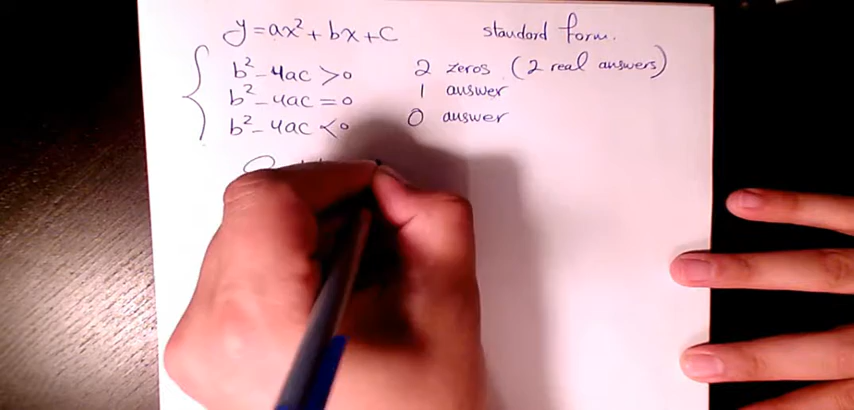 y = ax² + bx + c standard form.
b² - 4ac > 0 2 zeros (2 real answers)
b² - 4ac = 0 1 answer
b² - 4ac < 0 0 answer